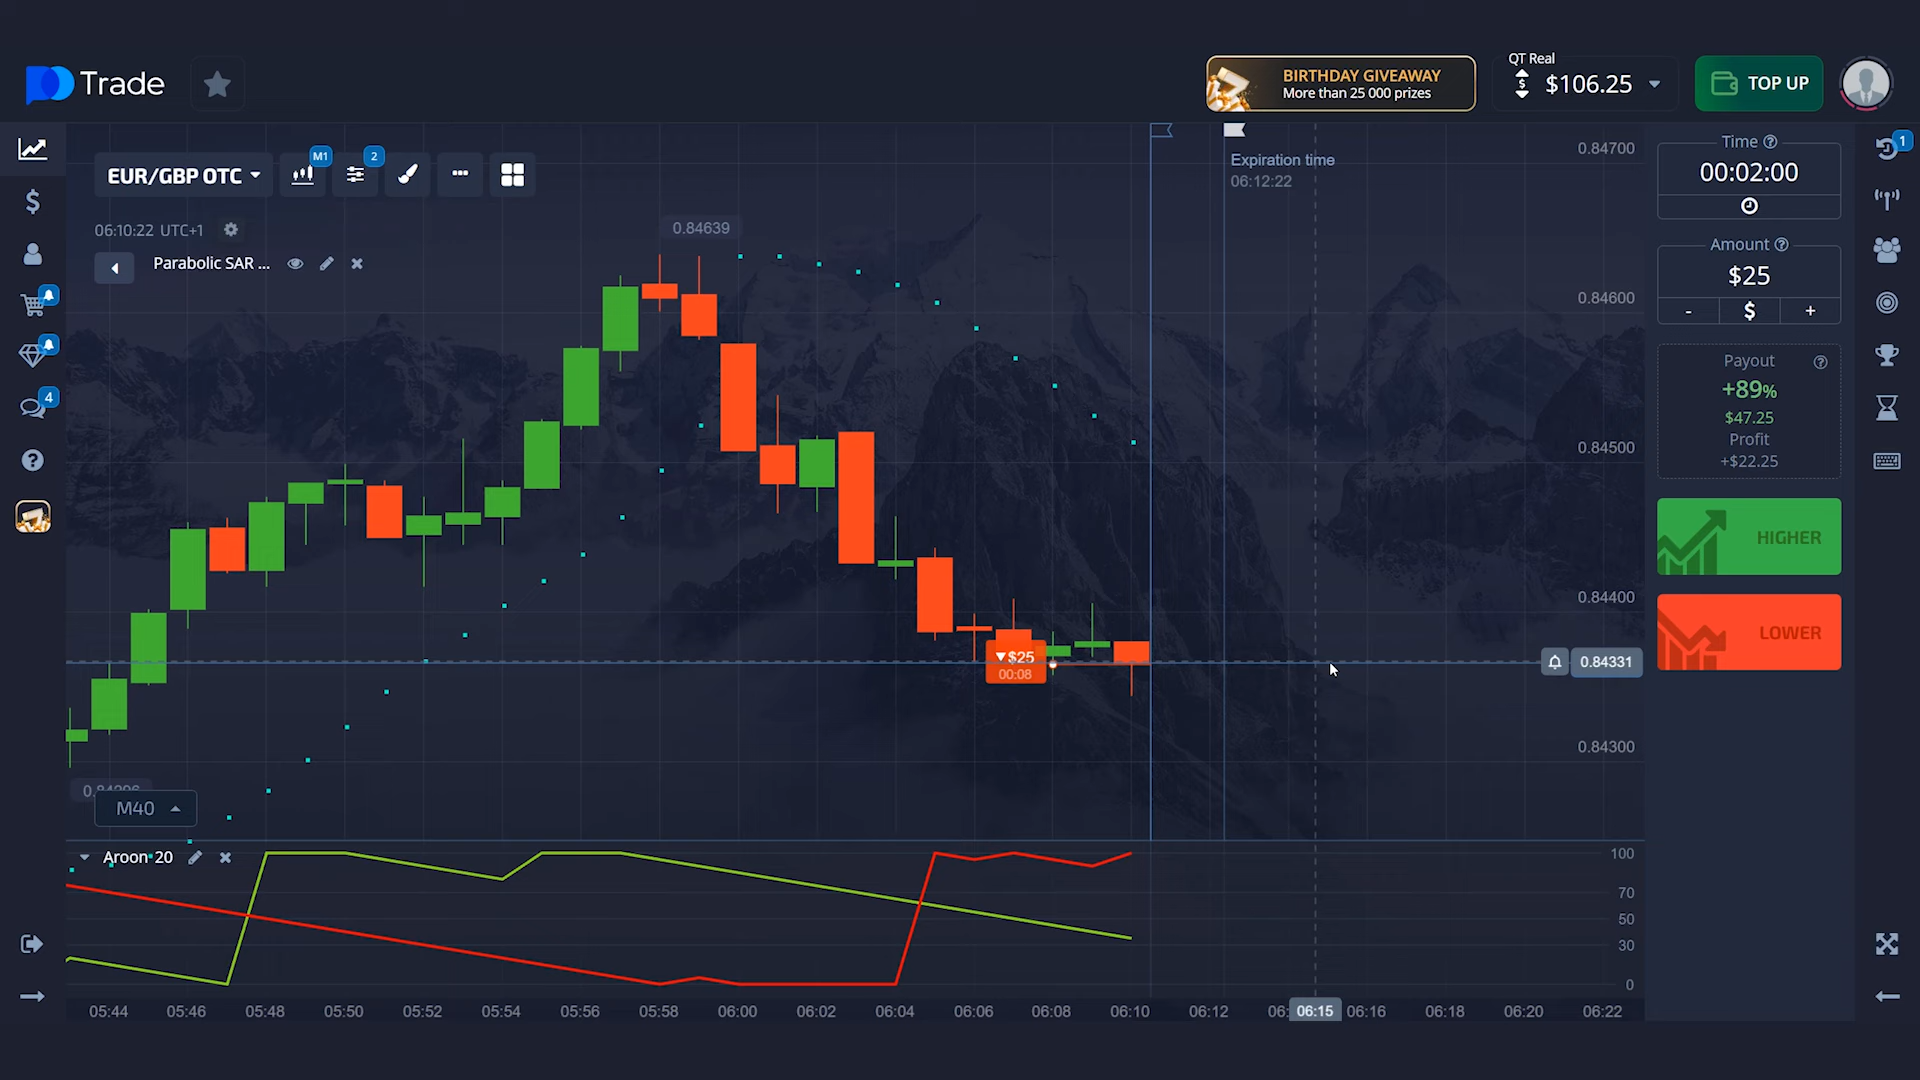 Trade
BIRTHDAY GIVEAWAY
More than 25 000 prizes
QT Real
$106.25
TOP UP
EUR/GBP OTC
M1
2
06:10:22 UTC+1
Parabolic SAR ...
Expiration time
06:12:22
0.84639
0.84700
0.84600
0.84500
0.84400
0.84331
0.84300
$25
00:08
M40
Time
00:02:00
Amount
$25
- $ +
Payout
+89%
$47.25
Profit
+$22.25
HIGHER
LOWER
1
4
Aroon 20
100
70
50
30
0
05:44 05:46 05:48 05:50 05:52 05:54 05:56 05:58 06:00 06:02 06:04 06:06 06:08 06:10 06:12 06:15 06:16 06:18 06:20 06:22